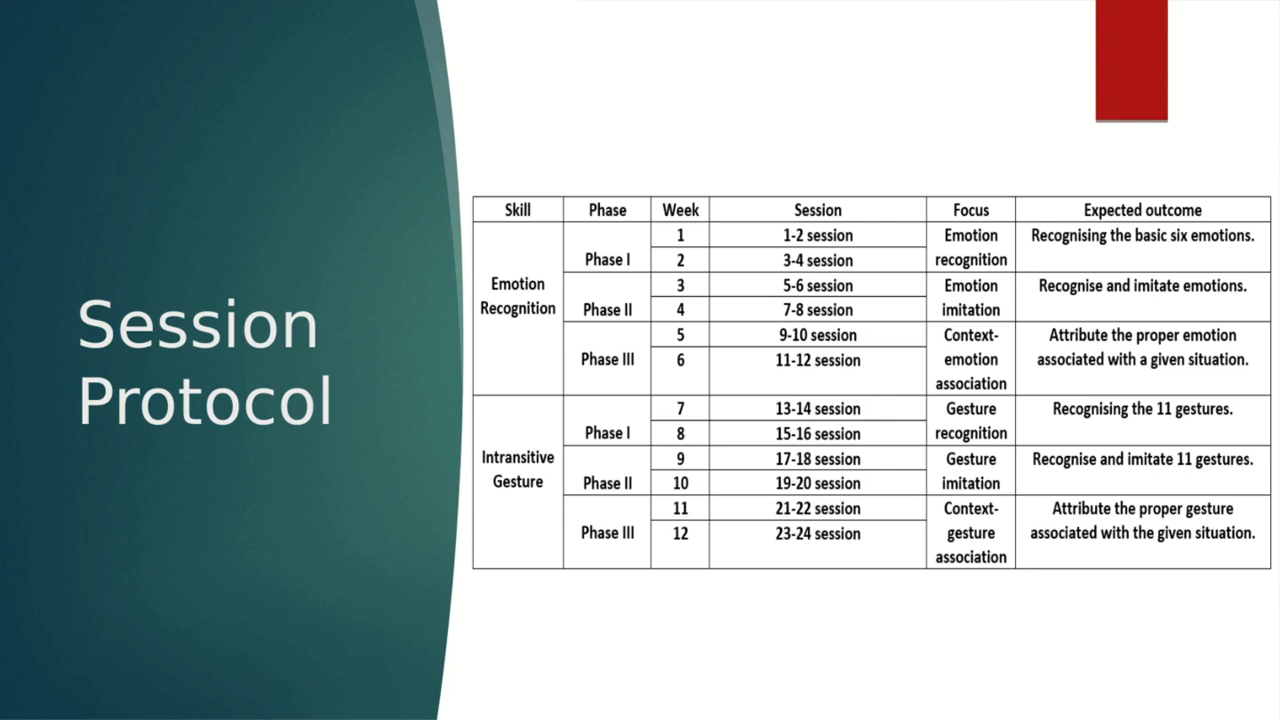 Session
Protocol
Skill Phase Week Session Focus Expected outcome
Emotion
Recognition
Phase I
1 1-2 session
2 3-4 session
Emotion
recognition
Recognising the basic six emotions.
Phase II
3 5-6 session
4 7-8 session
Emotion
imitation
Recognise and imitate emotions.
Phase III
5 9-10 session
6 11-12 session
Context-
emotion
association
Attribute the proper emotion
associated with a given situation.
Intransitive
Gesture
Phase I
7 13-14 session
8 15-16 session
Gesture
recognition
Recognising the 11 gestures.
Phase II
9 17-18 session
10 19-20 session
Gesture
imitation
Recognise and imitate 11 gestures.
Phase III
11 21-22 session
12 23-24 session
Context-
gesture
association
Attribute the proper gesture
associated with the given situation.